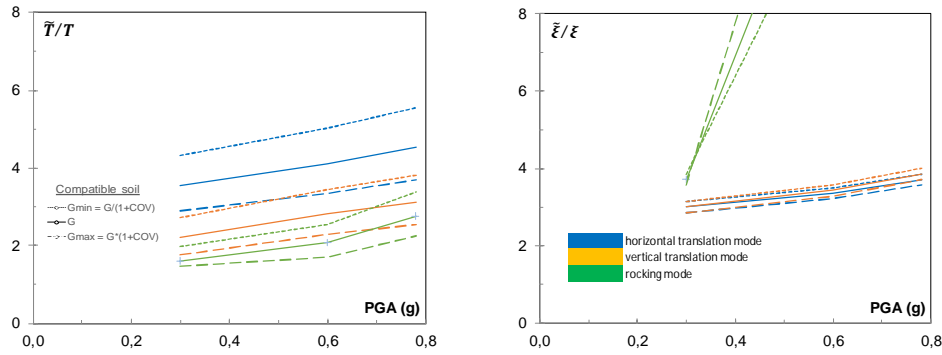 8
T̃/T
6
4
Compatible soil
Gmin = G/(1+COV)
G
Gmax = G*(1+COV)
2
PGA (g)
0
0,0 0,2 0,4 0,6 0,8
8
ξ̃/ξ
6
4
horizontal translation mode
vertical translation mode
rocking mode
2
PGA (g)
0
0,0 0,2 0,4 0,6 0,8